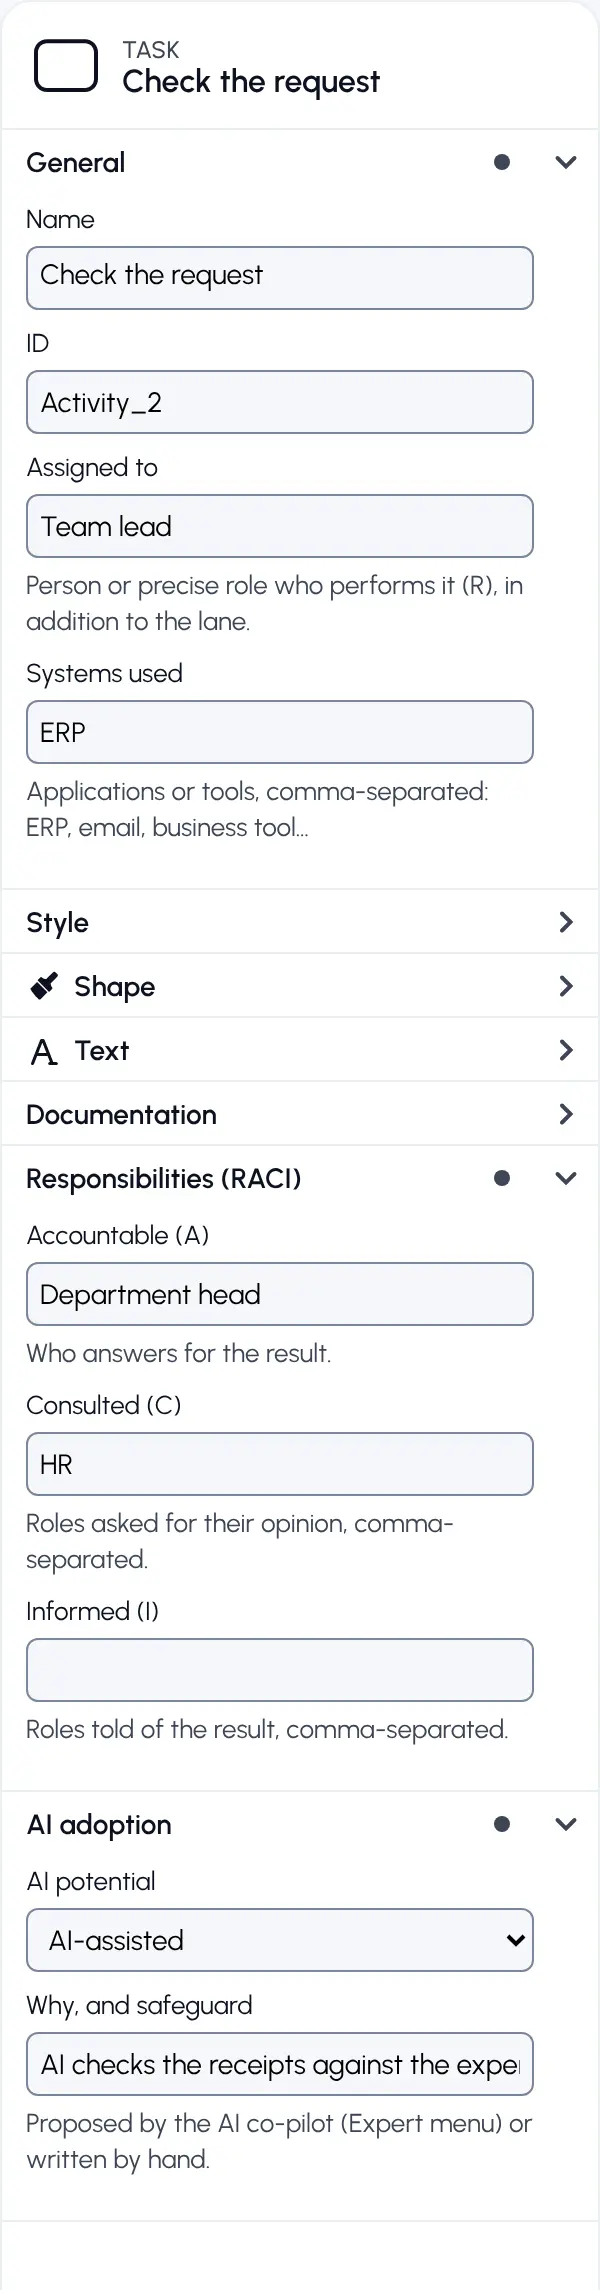 TASK
Check the request
General
Name
Check the request
ID
Activity_2
Assigned to
Team lead
Person or precise role who performs it (R), in
addition to the lane.
Systems used
ERP
Applications or tools, comma-separated:
ERP, email, business tool...
Style
Shape
Text
Documentation
Responsibilities (RACI)
Accountable (A)
Department head
Who answers for the result.
Consulted (C)
HR
Roles asked for their opinion, comma-
separated.
Informed (I)
Roles told of the result, comma-separated.
AI adoption
AI potential
AI-assisted
Why, and safeguard
AI checks the receipts against the
Proposed by the AI co-pilot (Expert menu) or
written by hand.